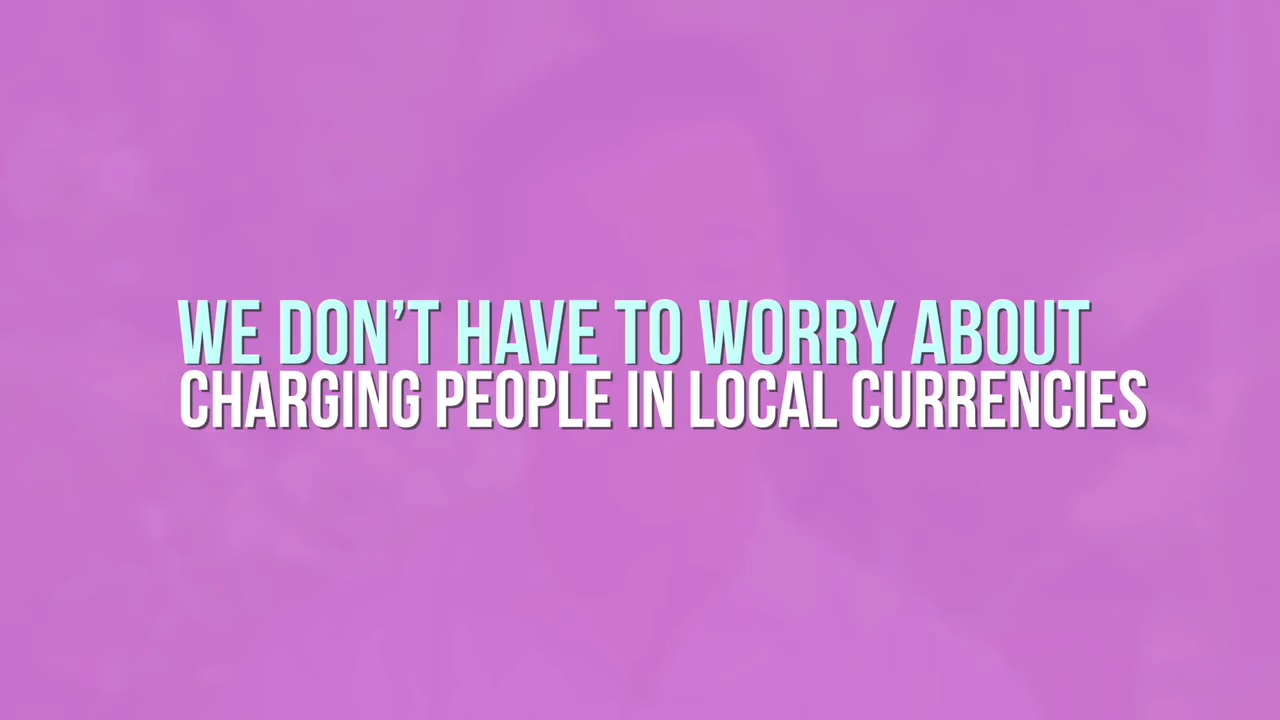 WE DON’T HAVE TO WORRY ABOUT
CHARGING PEOPLE IN LOCAL CURRENCIES